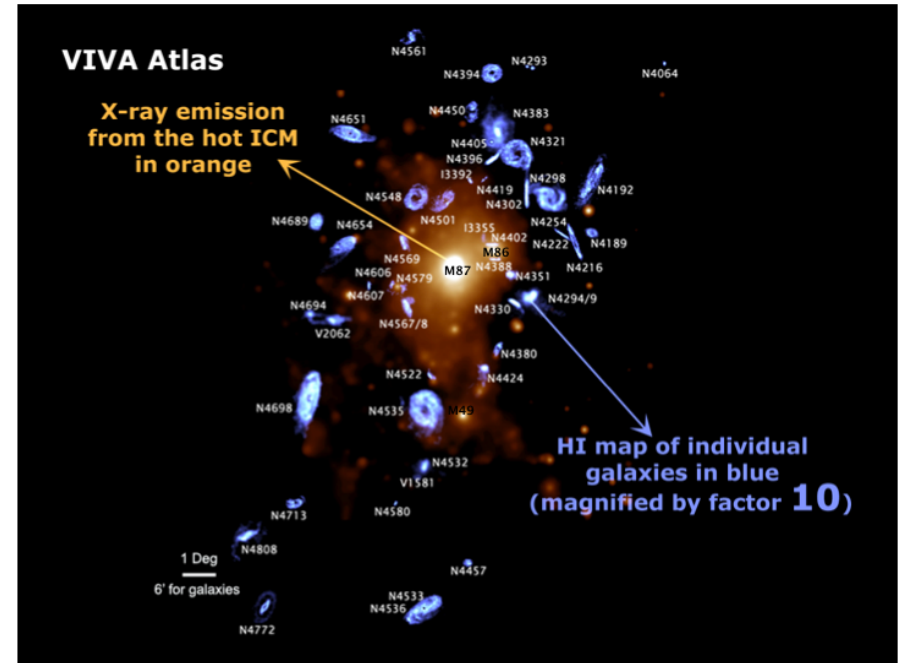 N4561
VIVA Atlas
N4293
N4394
N4064
X-ray emission
from the hot ICM
in orange
N4450
N4383
N4651
N4405
N4321
N4396
I3392
N4298
N4419
N4192
N4548
N4302
N4501
N4689
N4654
I3355
N4254
N4402
N4222
N4189
M86
N4569
N4216
M87
N4388
N4606
N4579
N4351
N4607
N4294/9
N4694
N4330
V2062
N4567/8
N4380
N4522
N4424
N4698
N4535
M49
HI map of individual
galaxies in blue
(magnified by factor 10)
N4532
V1581
N4580
N4713
N4808
1 Deg
6' for galaxies
N4457
N4533
N4536
N4772